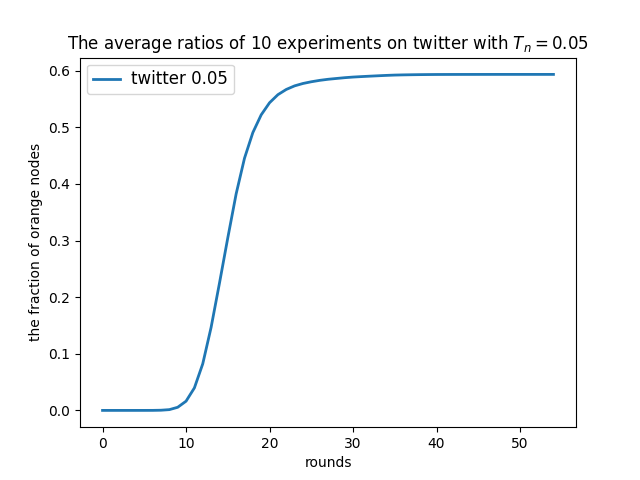 The average ratios of 10 experiments on twitter with $T_n = 0.05$
twitter 0.05
0.6
0.5
0.4
0.3
0.2
0.1
0.0
the fraction of orange nodes
0 10 20 30 40 50
rounds